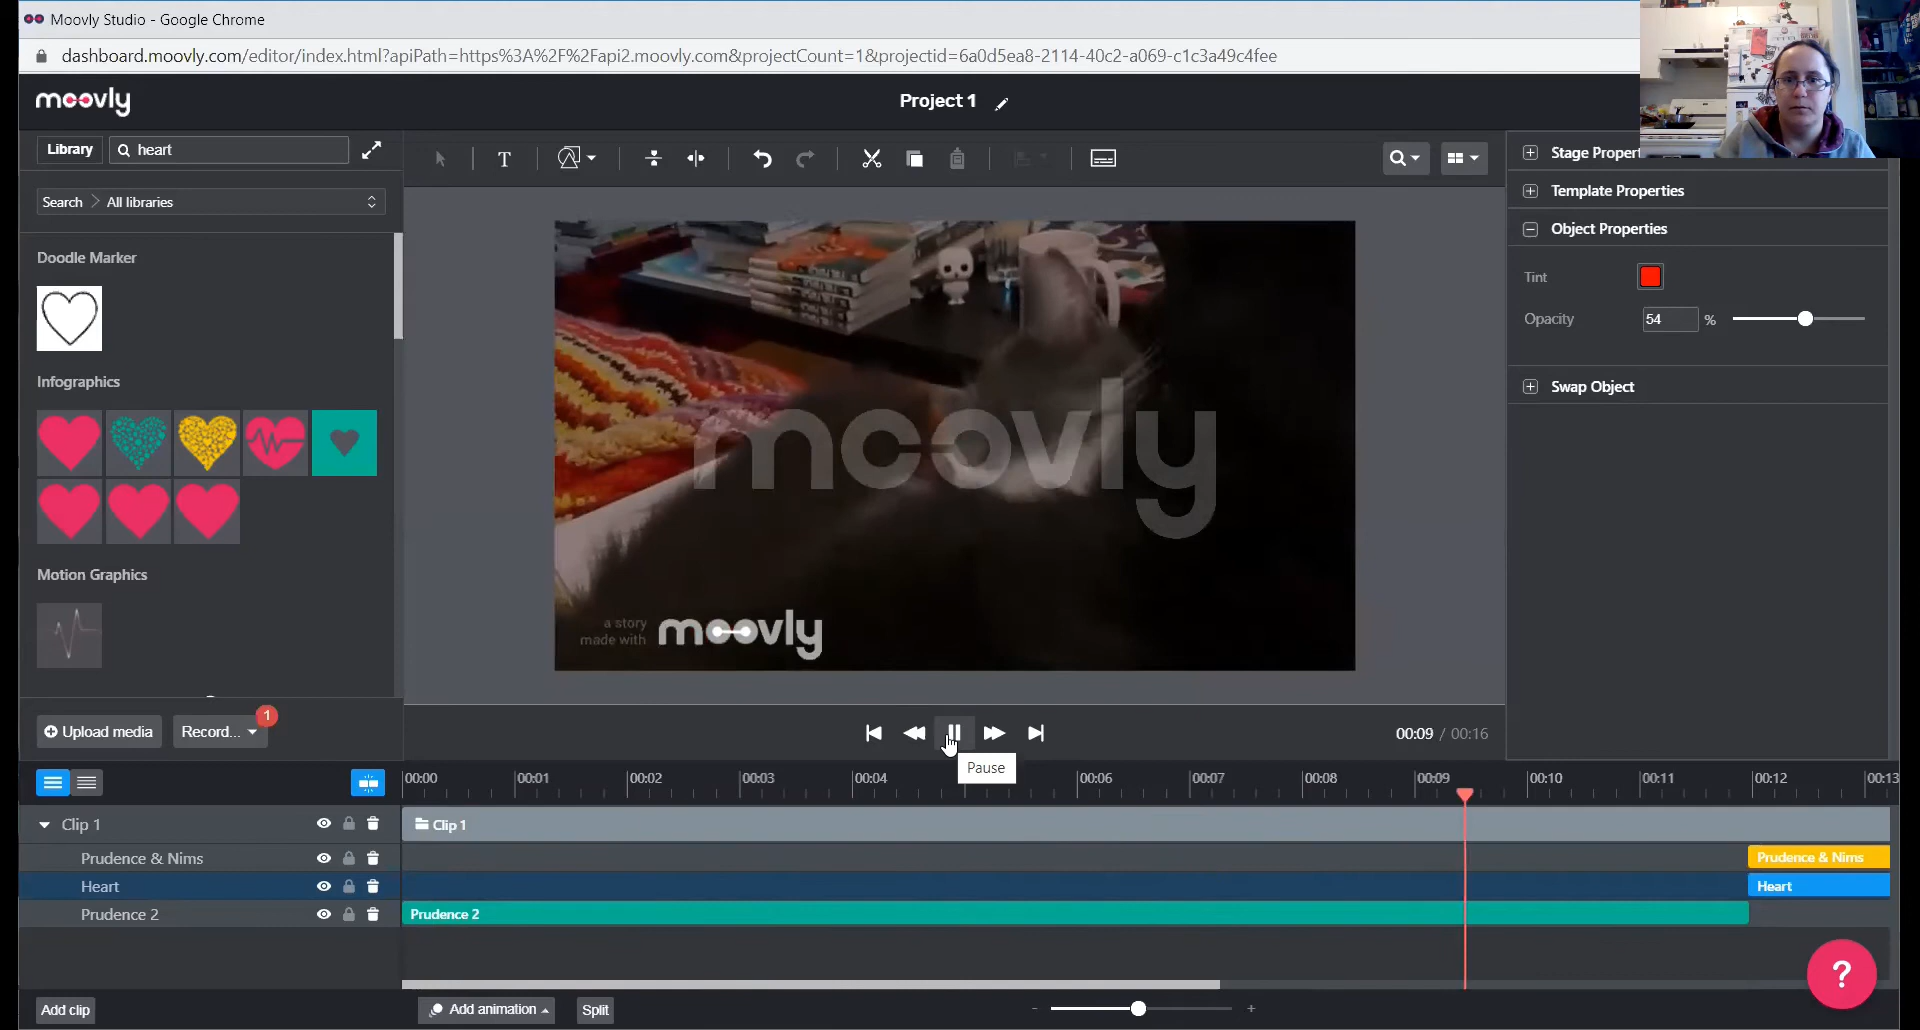 Moovly Studio - Google Chrome
dashboard.moovly.com/editor/index.html?apiPath=https%3A%2F%2Fapi2.moovly.com&projectCount=1&projectid=6a0d5ea8-2114-40c2-a069-c1c3a49c4fee
moovly
Project 1
Library
heart
T
Search
All libraries
Doodle Marker
Infographics
Motion Graphics
Upload media
Record...
1
moovly
a story
made with
moovly
Stage Propert
Template Properties
Object Properties
Tint
Opacity
54
%
Swap Object
00:09 / 00:16
Pause
00:00
00:01
00:02
00:03
00:04
00:06
00:07
00:08
00:09
00:10
00:11
00:12
00:13
Clip 1
Clip 1
Prudence & Nims
Prudence & Nims
Heart
Heart
Prudence 2
Prudence 2
?
Add clip
Add animation
Split
-
+